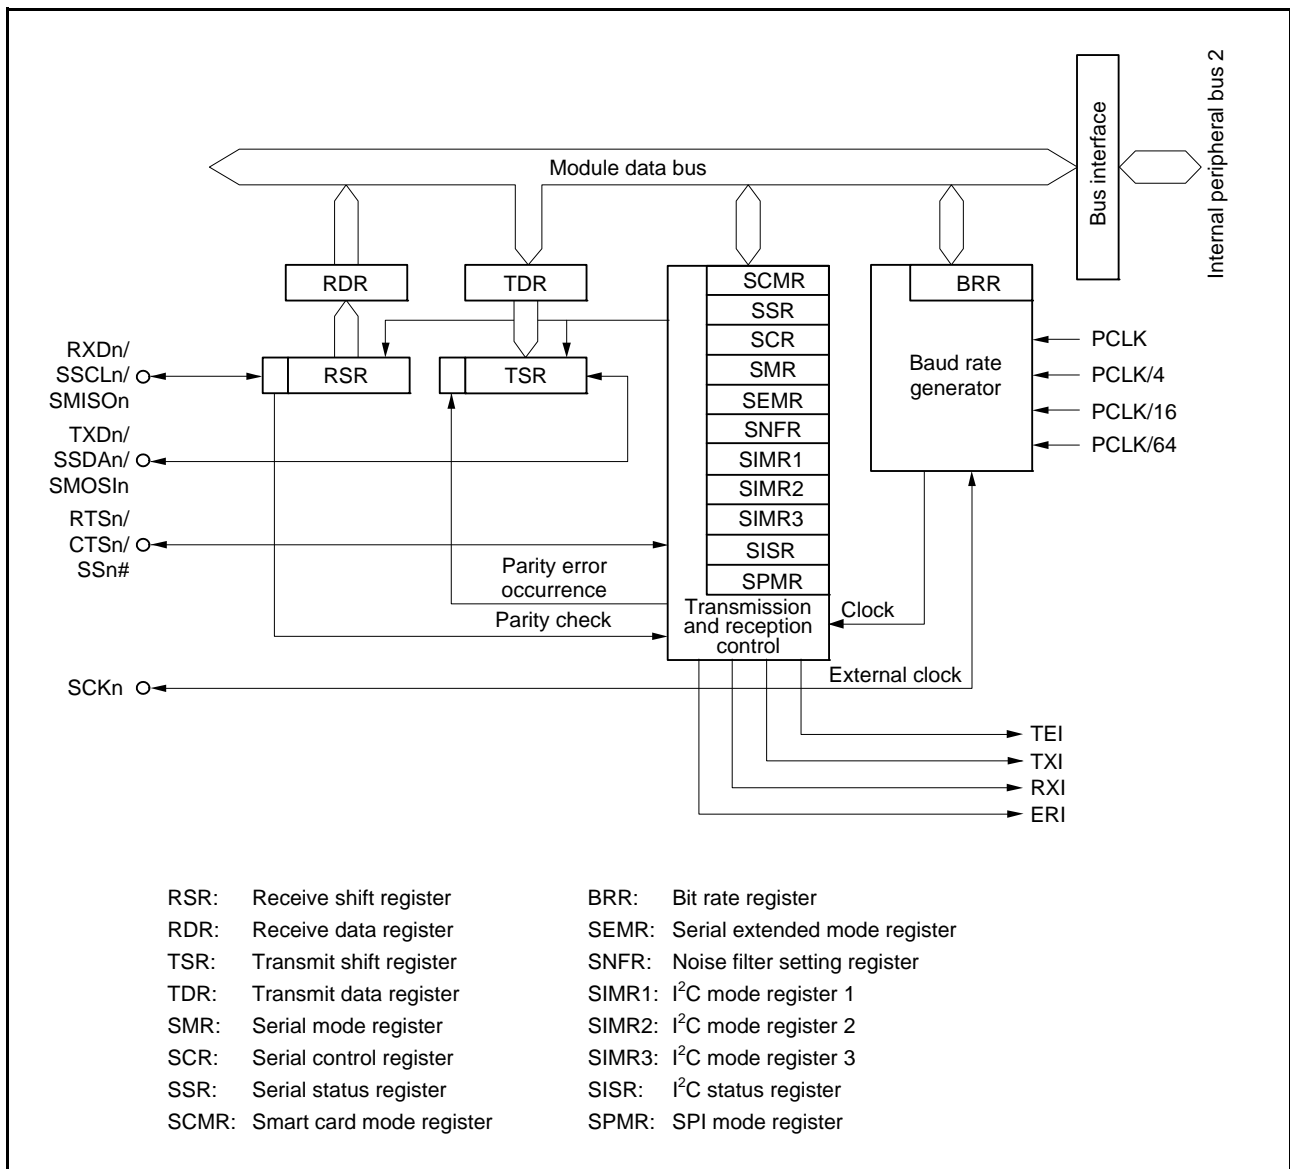 Internal peripheral bus 2
Bus interface
Module data bus
RDR
TDR
SCMR
BRR
SSR
SCR
PCLK
RXDn/
SSCLn/
SMISOn
RSR
TSR
SMR
Baud rate
generator
PCLK/4
SEMR
PCLK/16
SNFR
TXDn/
SSDAn/
SMOSIn
SIMR1
PCLK/64
SIMR2
RTSn/
CTSn/
SSn#
SIMR3
SISR
Parity error
occurrence
SPMR
Parity check
Transmission
and reception
control
Clock
SCKn
External clock
TEI
TXI
RXI
ERI
RSR: Receive shift register
RDR: Receive data register
TSR: Transmit shift register
TDR: Transmit data register
SMR: Serial mode register
SCR: Serial control register
SSR: Serial status register
SCMR: Smart card mode register
BRR: Bit rate register
SEMR: Serial extended mode register
SNFR: Noise filter setting register
SIMR1: I²C mode register 1
SIMR2: I²C mode register 2
SIMR3: I²C mode register 3
SISR: I²C status register
SPMR: SPI mode register